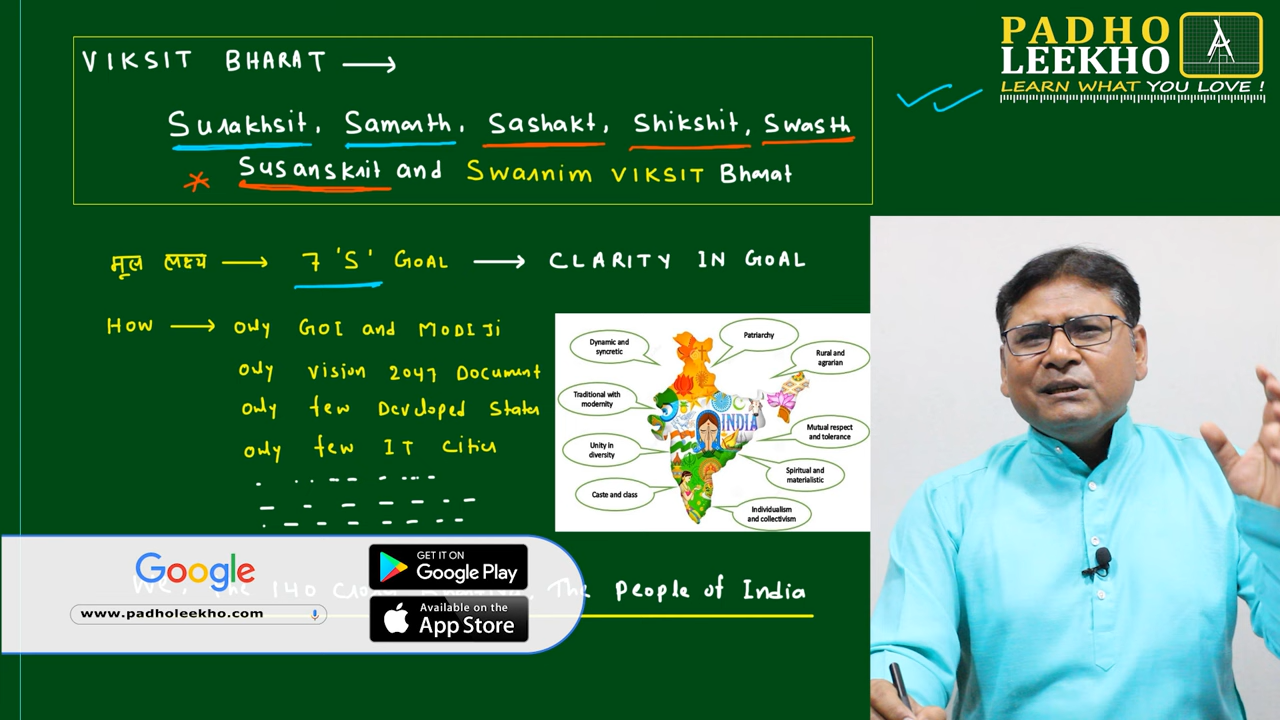 VIKSIT BHARAT →
Surakhsit, Samarth, Sashakt, Shikshit, Swasth
* Susanskrit and Swarnim VIKSIT Bharat
मूल लक्ष्य → 7 'S' GOAL → CLARITY IN GOAL
HOW → only GOI and MODI Ji
only Vision 2047 Document
only few Developed States
only few IT Cities
The People of India
PADHO
LEEKHO
LEARN WHAT YOU LOVE !
Dynamic and
syncretic
Patriarchy
Rural and
agrarian
Traditional with
modernity
INDIA
Mutual respect
and tolerance
Unity in
diversity
Spiritual and
materialistic
Caste and class
Individualism
and collectivism
Google
www.padholeekho.com
GET IT ON
Google Play
Available on the
App Store